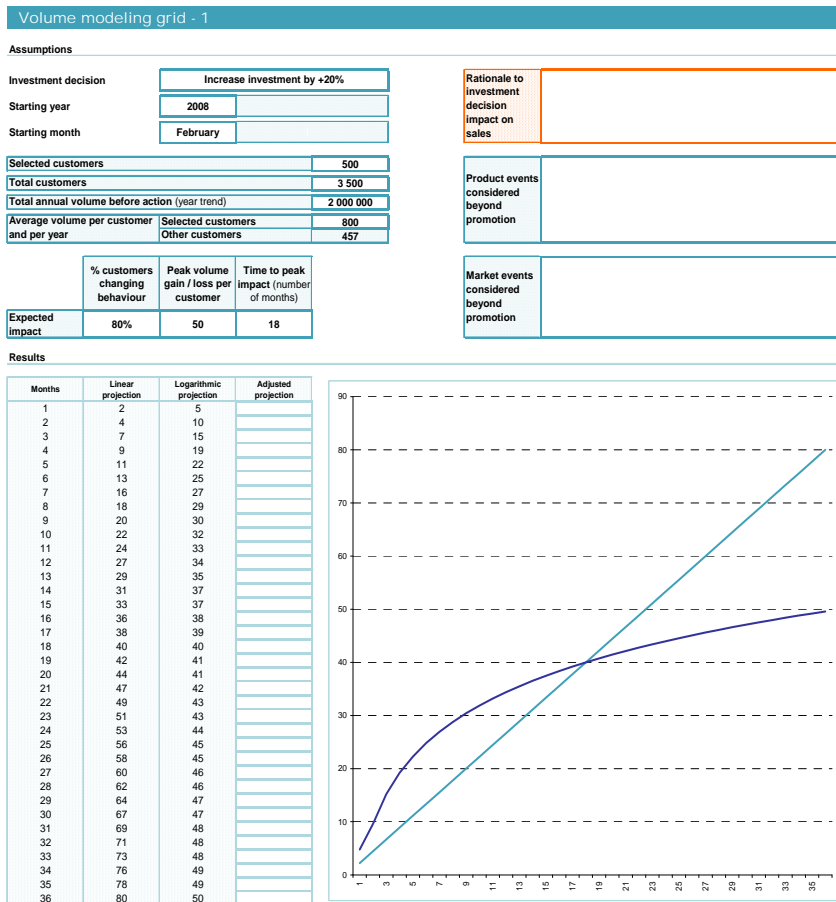 Volume modeling grid - 1
Assumptions
Investment decision
Increase investment by +20%
Starting year
2008
Starting month
February
Rationale to
investment
decision
impact on
sales
Selected customers 500
Total customers 3 500
Total annual volume before action (year trend) 2 000 000
Average volume per customer
and per year
Selected customers 800
Other customers 457
Product events
considered
beyond
promotion
% customers
changing
behaviour
Peak volume
gain / loss per
customer
Time to peak
impact (number
of months)
Expected
impact
80% 50 18
Market events
considered
beyond
promotion
Results
Months
Linear
projection
Logarithmic
projection
Adjusted
projection
1 2 5
2 4 10
3 7 15
4 9 19
5 11 22
6 13 25
7 16 27
8 18 29
9 20 30
10 22 32
11 24 33
12 27 34
13 29 35
14 31 37
15 33 37
16 36 38
17 38 39
18 40 40
19 42 41
20 44 41
21 47 42
22 49 43
23 51 43
24 53 44
25 56 45
26 58 45
27 60 46
28 62 46
29 64 47
30 67 47
31 69 48
32 71 48
33 73 48
34 76 49
35 78 49
36 80 50
90
80
70
60
50
40
30
20
10
0
1 3 5 7 9 11 13 15 17 19 21 23 25 27 29 31 33 35